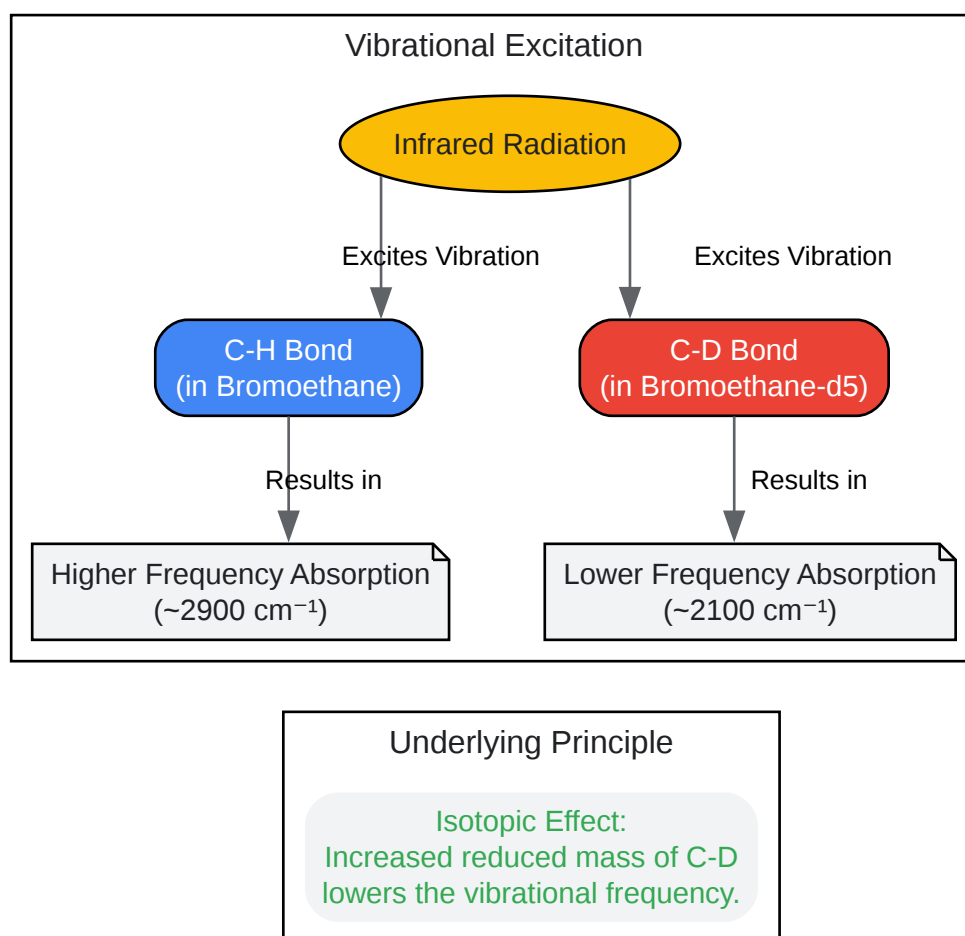 Vibrational Excitation
Infrared Radiation
Excites Vibration
Excites Vibration
C-H Bond
(in Bromoethane)
C-D Bond
(in Bromoethane-d5)
Results in
Results in
Higher Frequency Absorption
(~2900 cm⁻¹)
Lower Frequency Absorption
(~2100 cm⁻¹)
Underlying Principle
Isotopic Effect:
Increased reduced mass of C-D
lowers the vibrational frequency.